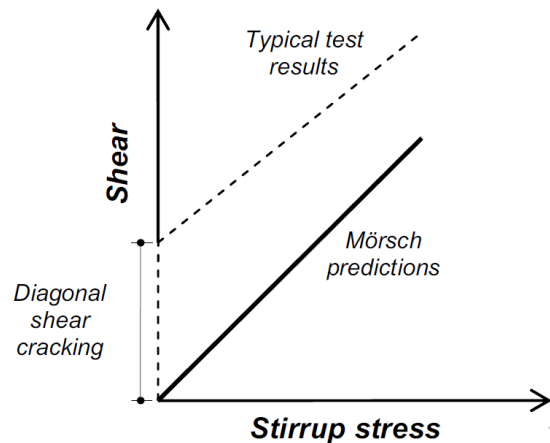 Typical test
results
Shear
Mörsch
predictions
Diagonal
shear
cracking
Stirrup stress